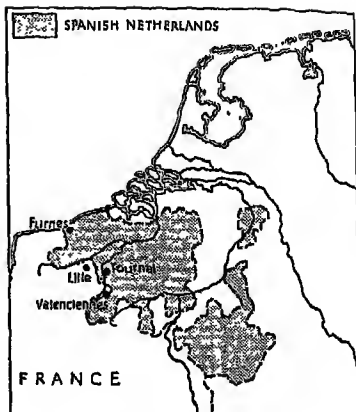 SPANISH NETHERLANDS
Furnes
Lille
Tournai
Valenciennes
FRANCE